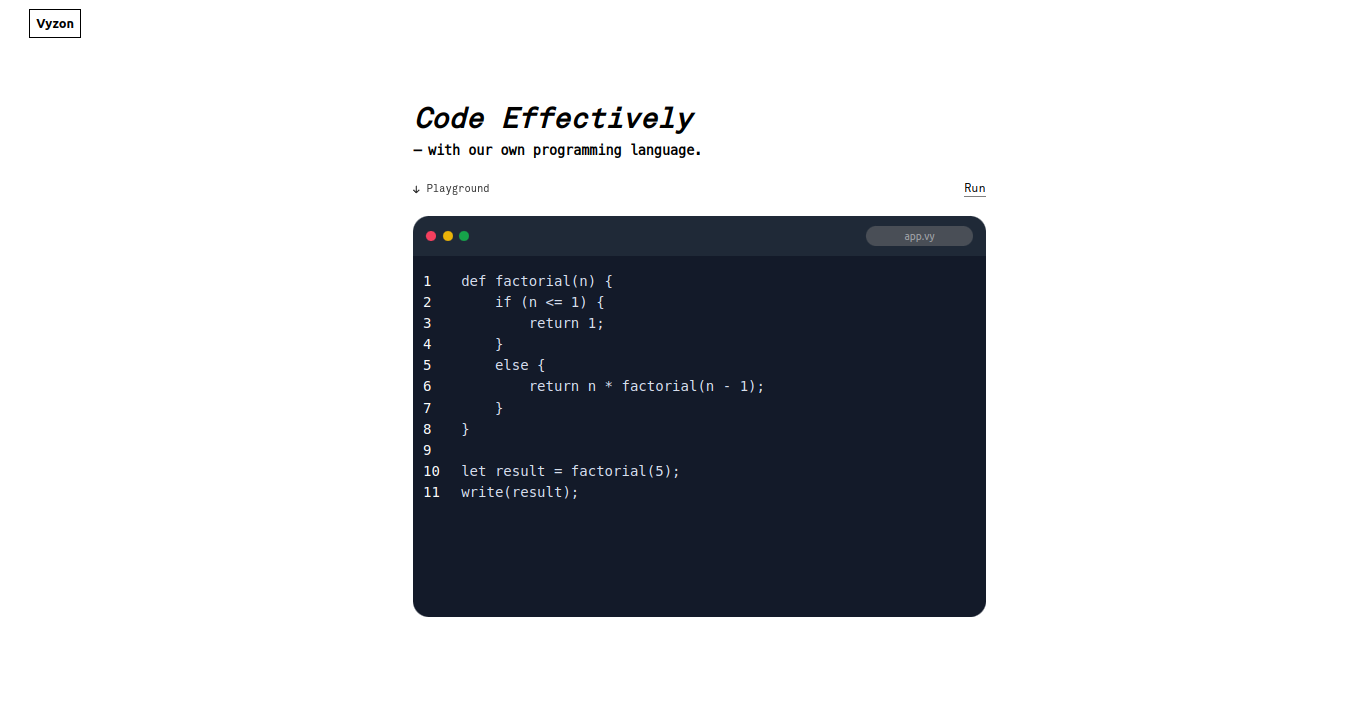 Vyzon
Code Effectively
— with our own programming language.
↓ Playground
Run
app.vy
1 def factorial(n) {
2     if (n <= 1) {
3         return 1;
4     }
5     else {
6         return n * factorial(n - 1);
7     }
8 }
9
10 let result = factorial(5);
11 write(result);